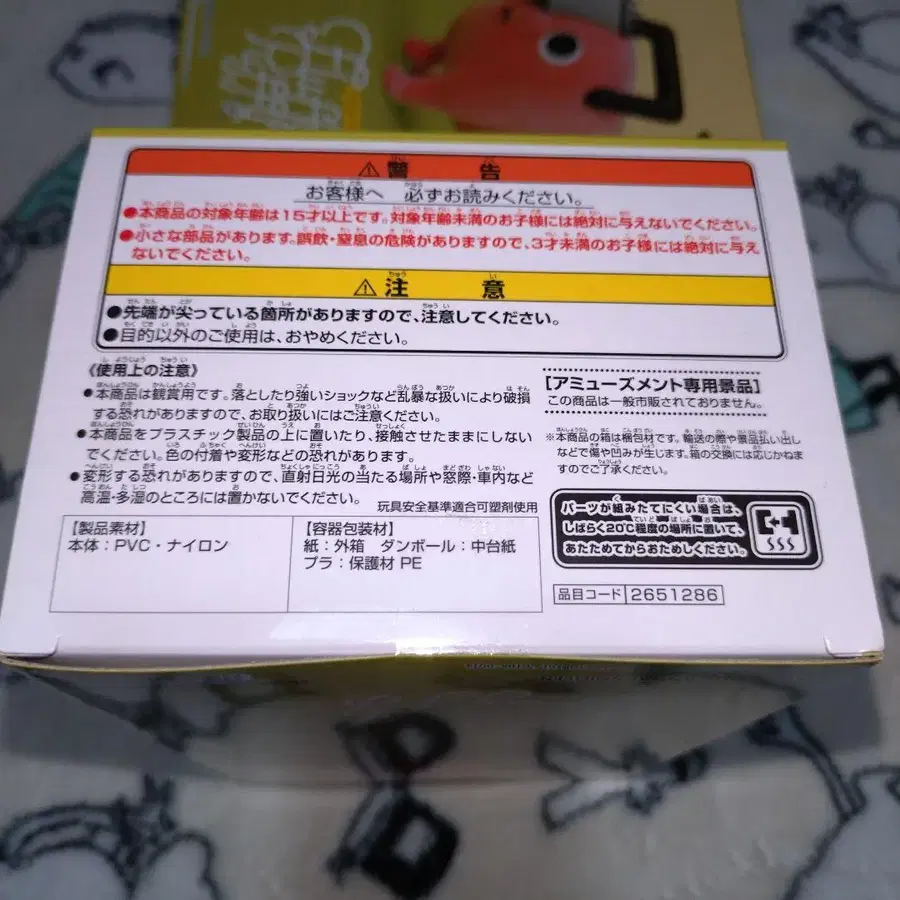 ⚠警告
お客様へ 必ずお読みください。
●本商品の対象年齢は15才以上です。対象年齢未満のお子様には絶対に与えないでください。
●小さな部品があります。誤飲・窒息の危険がありますので、3才未満のお子様には絶対に与え
ないでください。
⚠注意
●先端が尖っている箇所がありますので、注意してください。
●目的以外のご使用は、おやめください。
《使用上の注意》
●本商品は観賞用です。落としたり強いショックなど乱暴な扱いにより破損
する恐れがありますので、お取り扱いにはご注意ください。
●本商品をプラスチック製品の上に置いたり、接触させたままにしない
でください。色の付着や変形などの恐れがあります。
●変形する恐れがありますので、直射日光の当たる場所や窓際・車内など
高温・多湿のところには置かないでください。
玩具安全基準適合可塑剤使用
【製品素材】
本体:PVC・ナイロン
【容器包装材】
紙:外箱 ダンボール:中台紙
プラ:保護材 PE
【アミューズメント専用景品】
この商品は一般市販されておりません。
※本商品の箱は梱包材です。輸送の際や景品払い出し
などで傷や凹みが生じます。箱の交換には応じかねま
すのでご了承ください。
パーツが組みたてにくい場合は、
しばらく20℃程度の場所に置いて、
あたためてからおためしください。
品目コード 2651286